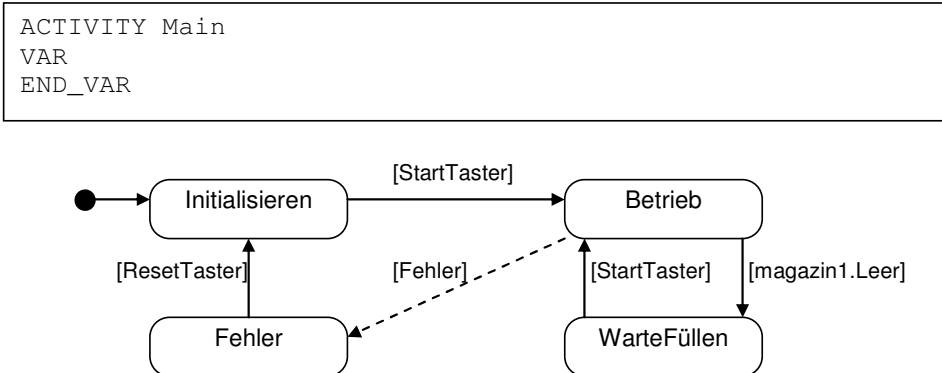 ACTIVITY Main
VAR
END_VAR
[StartTaster]
Initialisieren
Betrieb
[ResetTaster]
[Fehler]
[StartTaster]
[magazin1.Leer]
Fehler
WarteFüllen